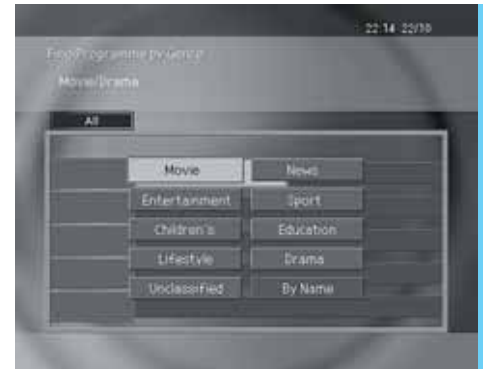 22:14 22/10
Find Programme by Genre
Movie/Drama
All
Movie News
Entertainment Sport
Children's Education
Lifestyle Drama
Unclassified By Name